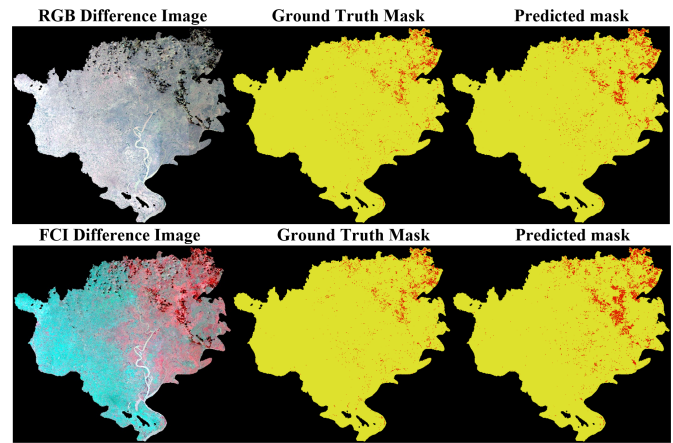 RGB Difference Image Ground Truth Mask Predicted mask
FCI Difference Image Ground Truth Mask Predicted mask